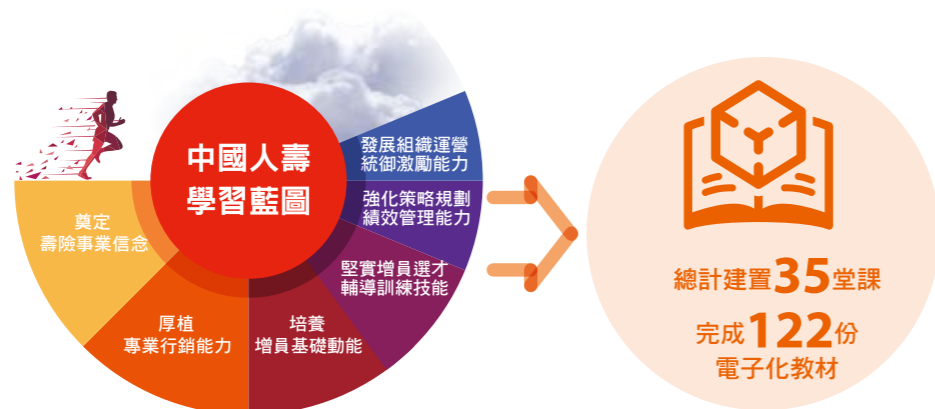 中國人壽
學習藍圖
奠定
壽險事業信念
厚植
專業行銷能力
培養
增員基礎動能
堅實增員選才
輔導訓練技能
強化策略規劃
績效管理能力
發展組織運營
統御激勵能力
總計建置35堂課
完成122份
電子化教材